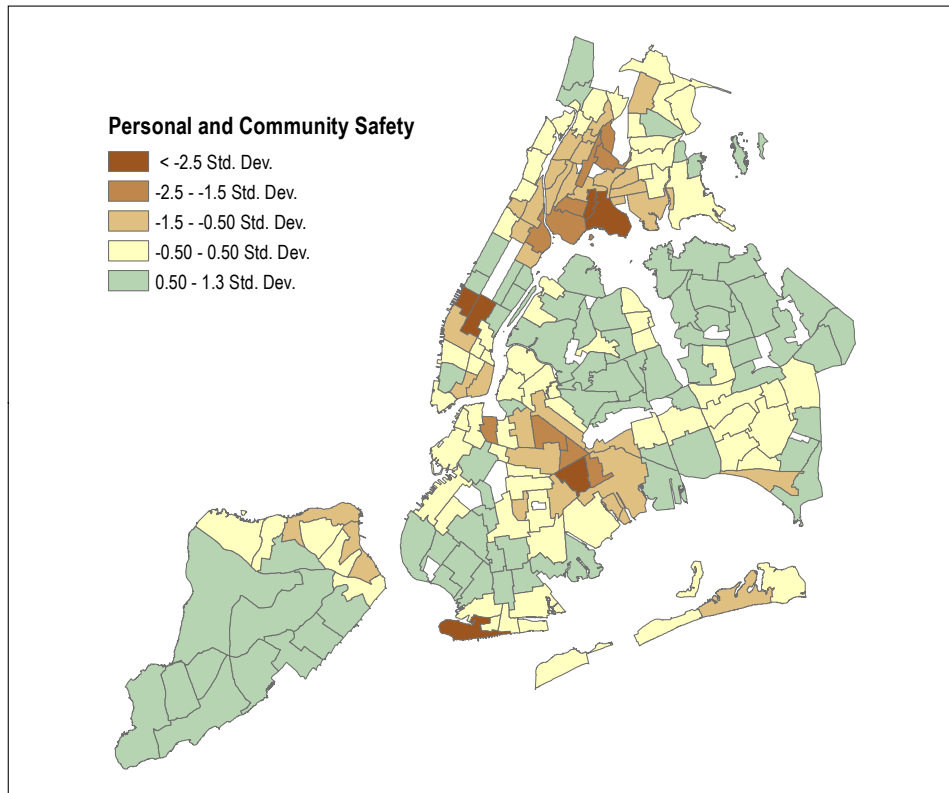 Personal and Community Safety
< -2.5 Std. Dev.
-2.5 - -1.5 Std. Dev.
-1.5 - -0.50 Std. Dev.
-0.50 - 0.50 Std. Dev.
0.50 - 1.3 Std. Dev.